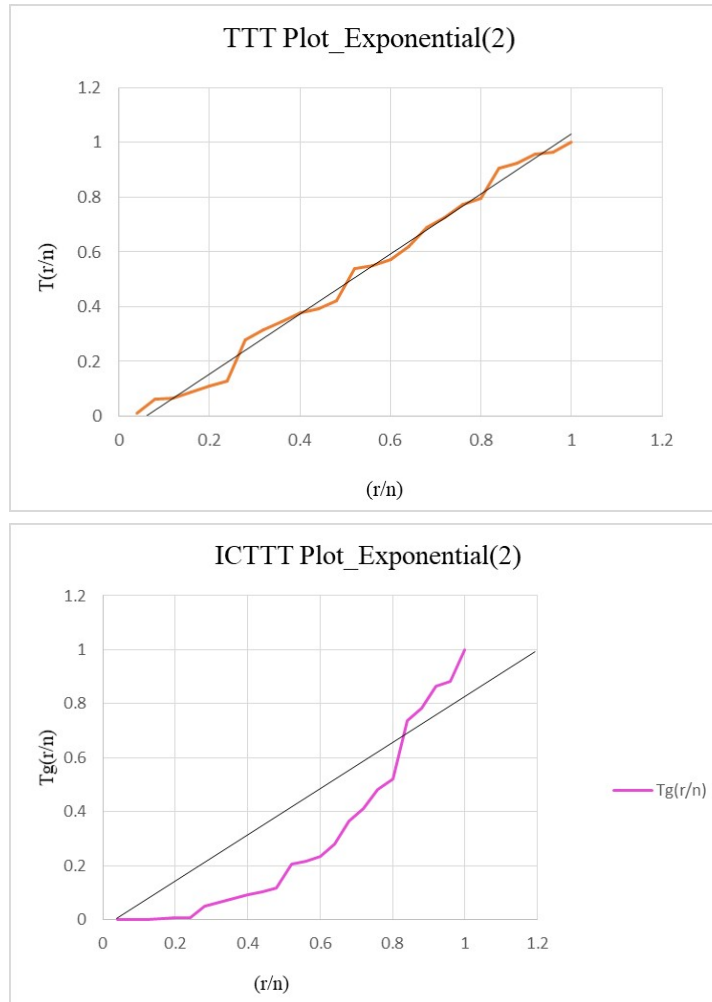 TTT Plot_Exponential(2)
1.2
1
0.8
0.6
0.4
0.2
0
T(r/n)
0 0.2 0.4 0.6 0.8 1 1.2
(r/n)
ICTTT Plot_Exponential(2)
1.2
1
0.8
0.6
0.4
0.2
0
Tg(r/n)
Tg(r/n)
0 0.2 0.4 0.6 0.8 1 1.2
(r/n)